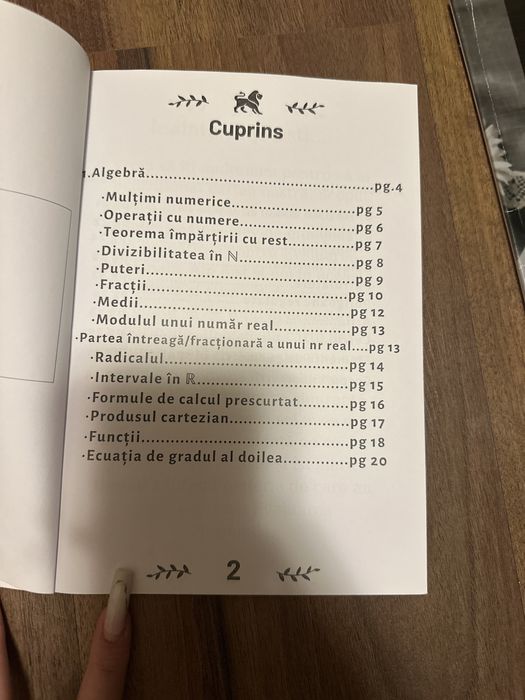 Cuprins
1.Algebră......................................................pg.4
·Mulțimi numerice..............................pg 5
·Operații cu numere............................pg 6
·Teorema împărțirii cu rest................pg 7
·Divizibilitatea în ℕ............................pg 8
·Puteri..................................................pg 9
·Fracții................................................pg 10
·Medii..................................................pg 12
·Modulul unui număr real..................pg 13
·Partea întreagă/fracționară a unui nr real....pg 13
·Radicalul............................................pg 14
·Intervale în ℝ....................................pg 15
·Formule de calcul prescurtat...........pg 16
·Produsul cartezian............................pg 17
·Funcții................................................pg 18
·Ecuația de gradul al doilea..............pg 20
2